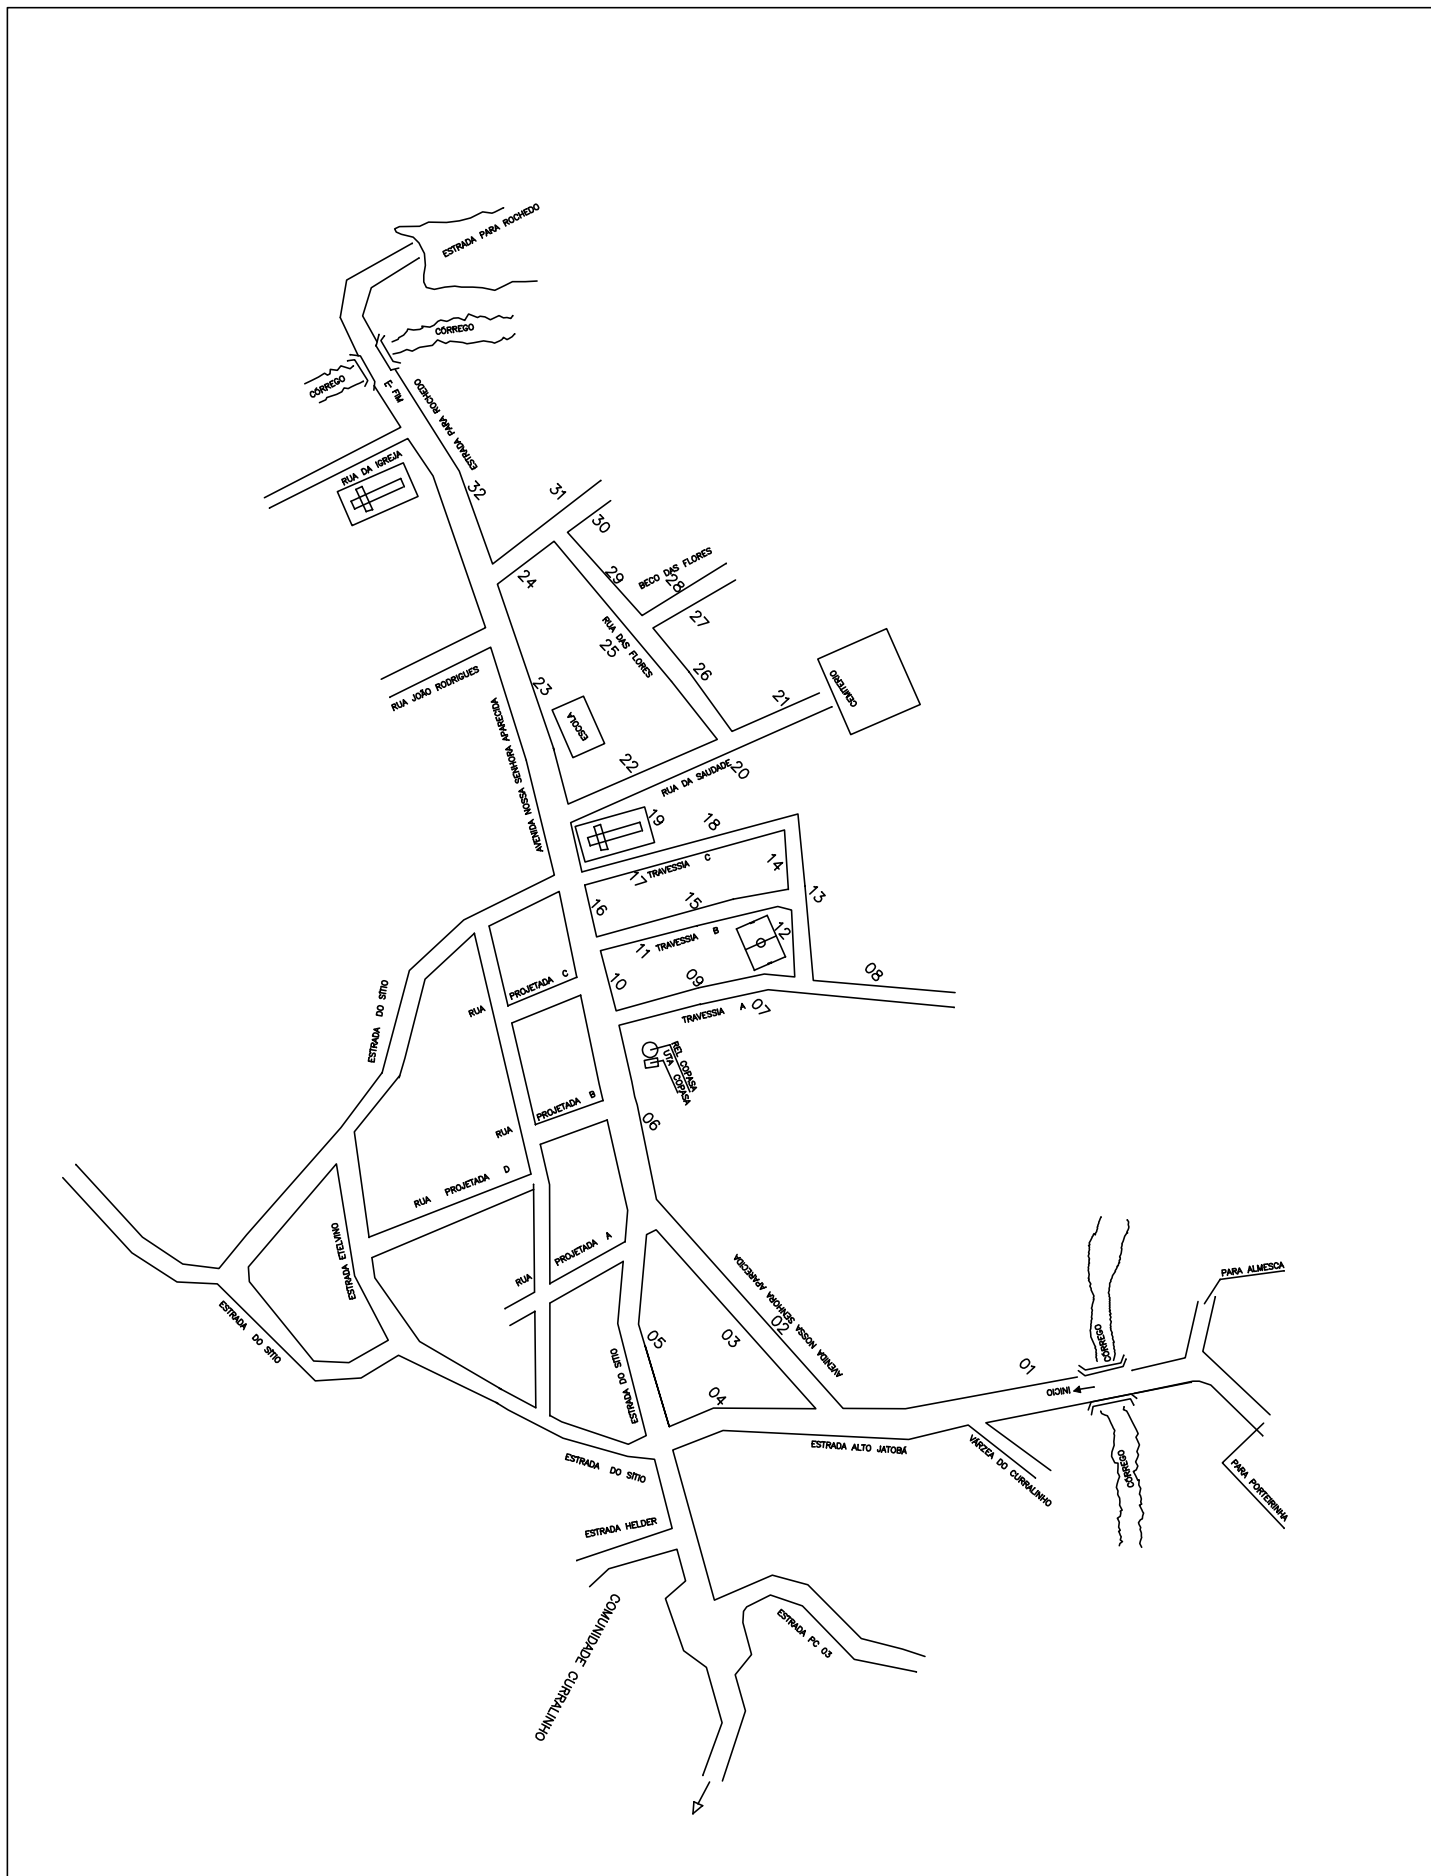 ESTRADA PARA ROCHEDO
CÓRREGO
CÓRREGO
FIM
ESTRADA PARA ROCHEDO
RUA DA IGREJA
32
31
30
24
29
BECO DAS FLORES
28
27
RUA DAS FLORES
25
26
RUA JOÃO RODRIGUES
23
ESCOLA
21
CEMITERIO
AVENIDA NOSSA SENHORA APARECIDA
22
RUA DA SAUDADE
20
19
18
17
TRAVESSIA C
14
13
16
15
11
TRAVESSIA B
12
10
09
08
TRAVESSIA A
07
ESTRADA DO SÍTIO
RUA PROJETADA C
REL COPASA
UTA COPASA
RUA PROJETADA B
06
RUA PROJETADA D
ESTRADA ETELVINO
RUA PROJETADA A
AVENIDA NOSSA SENHORA APARECIDA
02
PARA ALMESCA
ESTRADA DO SÍTIO
ESTRADA DO SITIO
05
03
04
01
CÓRREGO
INICIO
ESTRADA ALTO JATOBÁ
VÁRZEA DO CURRALINHO
CÓRREGO
PARA PORTEIRINHA
ESTRADA DO SÍTIO
ESTRADA HELDER
COMUNIDADE CURRALINHO
ESTRADA PC 03